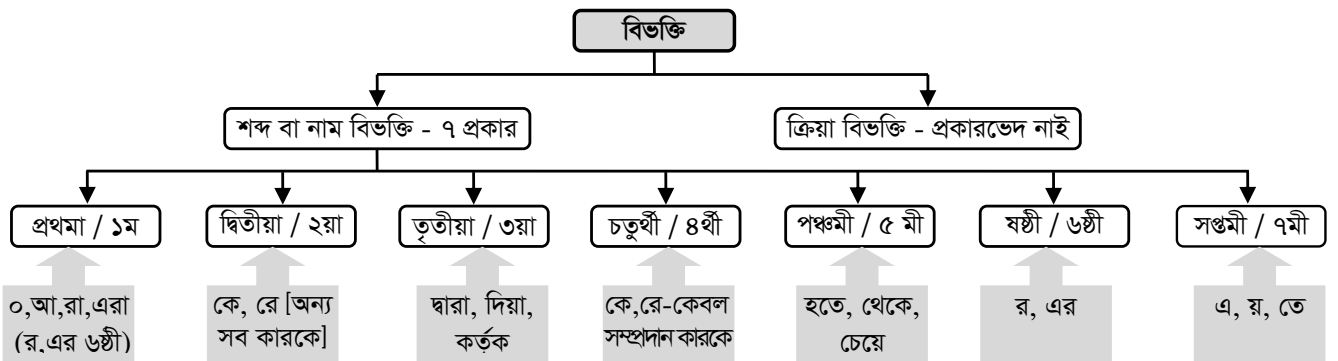 বিভক্তি
শব্দ বা নাম বিভক্তি - ৭ প্রকার
ক্রিয়া বিভক্তি - প্রকারভেদ নাই
প্রথমা / ১ম
দ্বিতীয়া / ২য়া
তৃতীয়া / ৩য়া
চতুর্থী / ৪র্থী
পঞ্চমী / ৫ মী
ষষ্ঠী / ৬ষ্ঠী
সপ্তমী / ৭মী
০,আ,রা,এরা
(র,এর ৬ষ্ঠী)
কে, রে [অন্য
সব কারকে]
দ্বারা, দিয়া,
কর্তৃক
কে,রে-কেবল
সম্প্রদান কারকে
হতে, থেকে,
চেয়ে
র, এর
এ, য়, তে